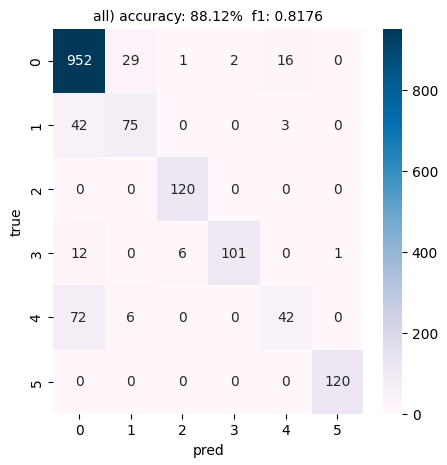 all) accuracy: 88.12%  f1: 0.8176
0 952 29 1 2 16 0
1 42 75 0 0 3 0
2 0 0 120 0 0 0
3 12 0 6 101 0 1
4 72 6 0 0 42 0
5 0 0 0 0 0 120
0 1 2 3 4 5
pred
true
800
600
400
200
0